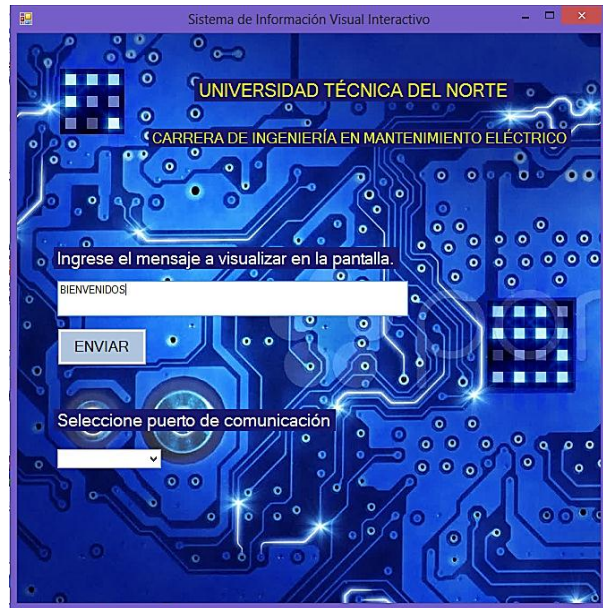 Sistema de Información Visual Interactivo
UNIVERSIDAD TÉCNICA DEL NORTE
CARRERA DE INGENIERÍA EN MANTENIMIENTO ELÉCTRICO
Ingrese el mensaje a visualizar en la pantalla.
BIENVENIDOS
ENVIAR
Seleccione puerto de comunicación